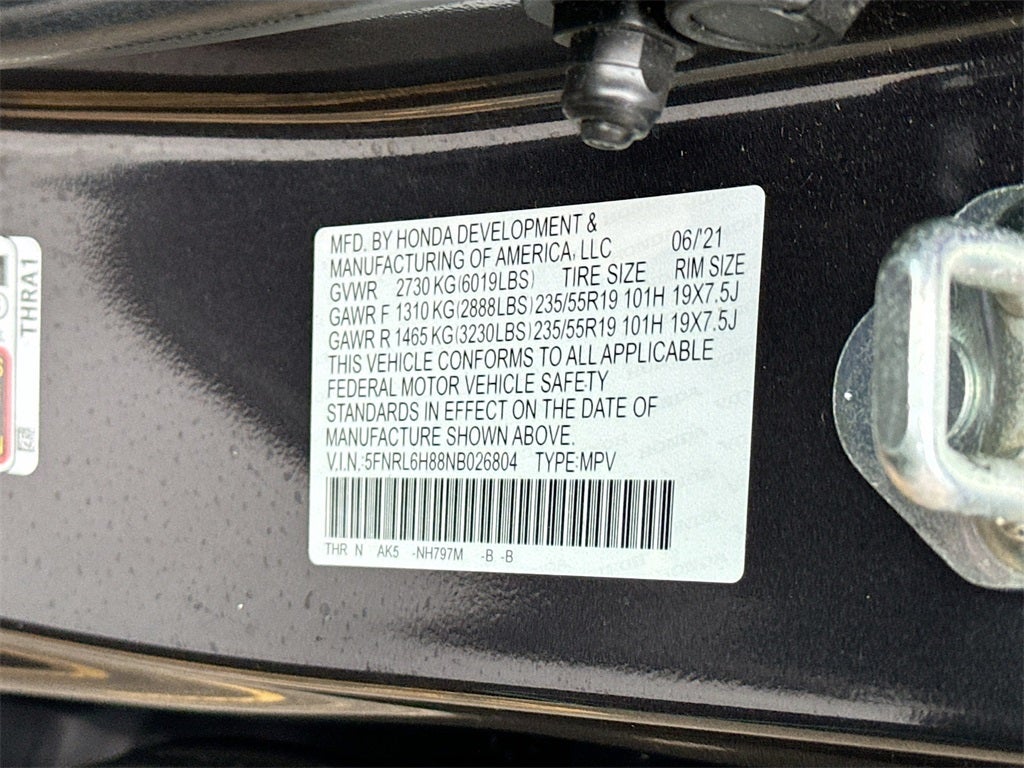 MFD. BY HONDA DEVELOPMENT &
MANUFACTURING OF AMERICA, LLC 06/'21
GVWR 2730 KG(6019LBS) TIRE SIZE RIM SIZE
GAWR F 1310 KG(2888LBS)235/55R19 101H 19X7.5J
GAWR R 1465 KG(3230LBS)235/55R19 101H 19X7.5J
THIS VEHICLE CONFORMS TO ALL APPLICABLE
FEDERAL MOTOR VEHICLE SAFETY
STANDARDS IN EFFECT ON THE DATE OF
MANUFACTURE SHOWN ABOVE.
V.I.N.:5FNRL6H88NB026804 TYPE:MPV
THR N AK5 -NH797M -B -B
THRA1